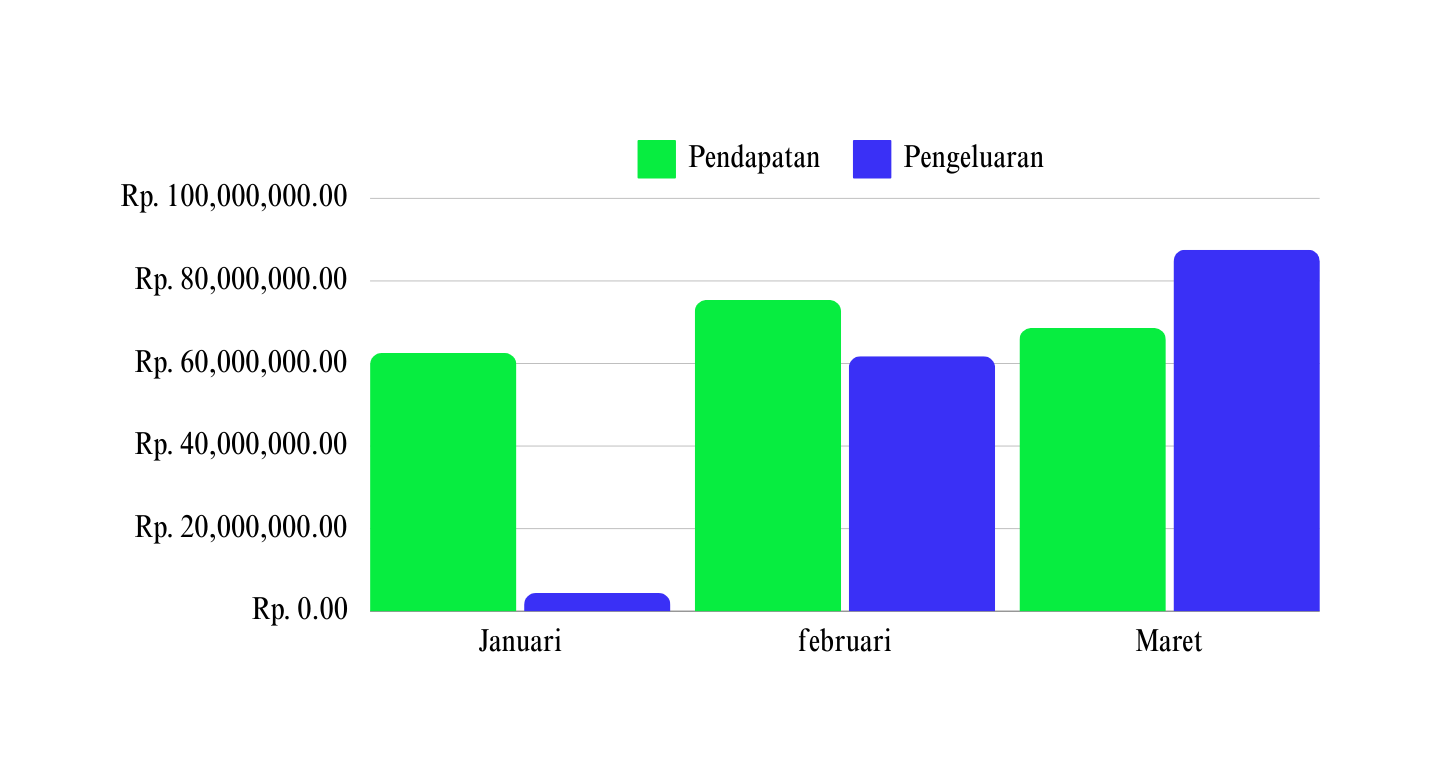 Pendapatan Pengeluaran
Rp. 100,000,000.00
Rp. 80,000,000.00
Rp. 60,000,000.00
Rp. 40,000,000.00
Rp. 20,000,000.00
Rp. 0.00
Januari februari Maret